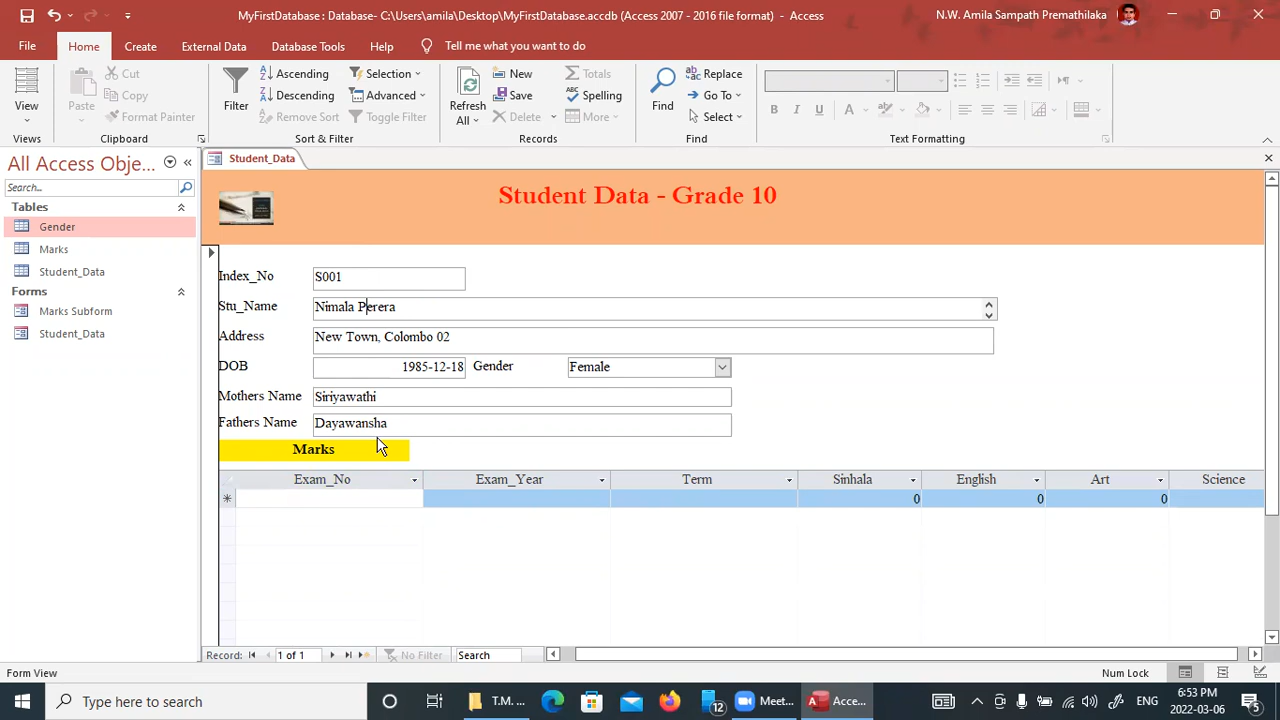 MyFirstDatabase : Database- C:\Users\amila\Desktop\MyFirstDatabase.accdb (Access 2007 - 2016 file format) - Access
N.W. Amila Sampath Premathilaka
File Home Create External Data Database Tools Help Tell me what you want to do
View
Views
Paste
Cut
Copy
Format Painter
Clipboard
Filter
Ascending
Descending
Remove Sort
Selection
Advanced
Toggle Filter
Sort & Filter
Refresh All
New
Save
Delete
Totals
Spelling
More
Records
Find
Replace
Go To
Select
Find
B I U A
Text Formatting
All Access Obje...
Search...
Tables
Gender
Marks
Student_Data
Forms
Marks Subform
Student_Data
Student_Data
Student Data - Grade 10
Index_No S001
Stu_Name Nimala Perera
Address New Town, Colombo 02
DOB 1985-12-18 Gender Female
Mothers Name Siriyawathi
Fathers Name Dayawansha
Marks
Exam_No Exam_Year Term Sinhala English Art Science
0 0 0
Record: 1 of 1 No Filter Search
Form View Num Lock
Type here to search
T.M. ...
12
Meet...
Acce...
ENG
6:53 PM
2022-03-06
5